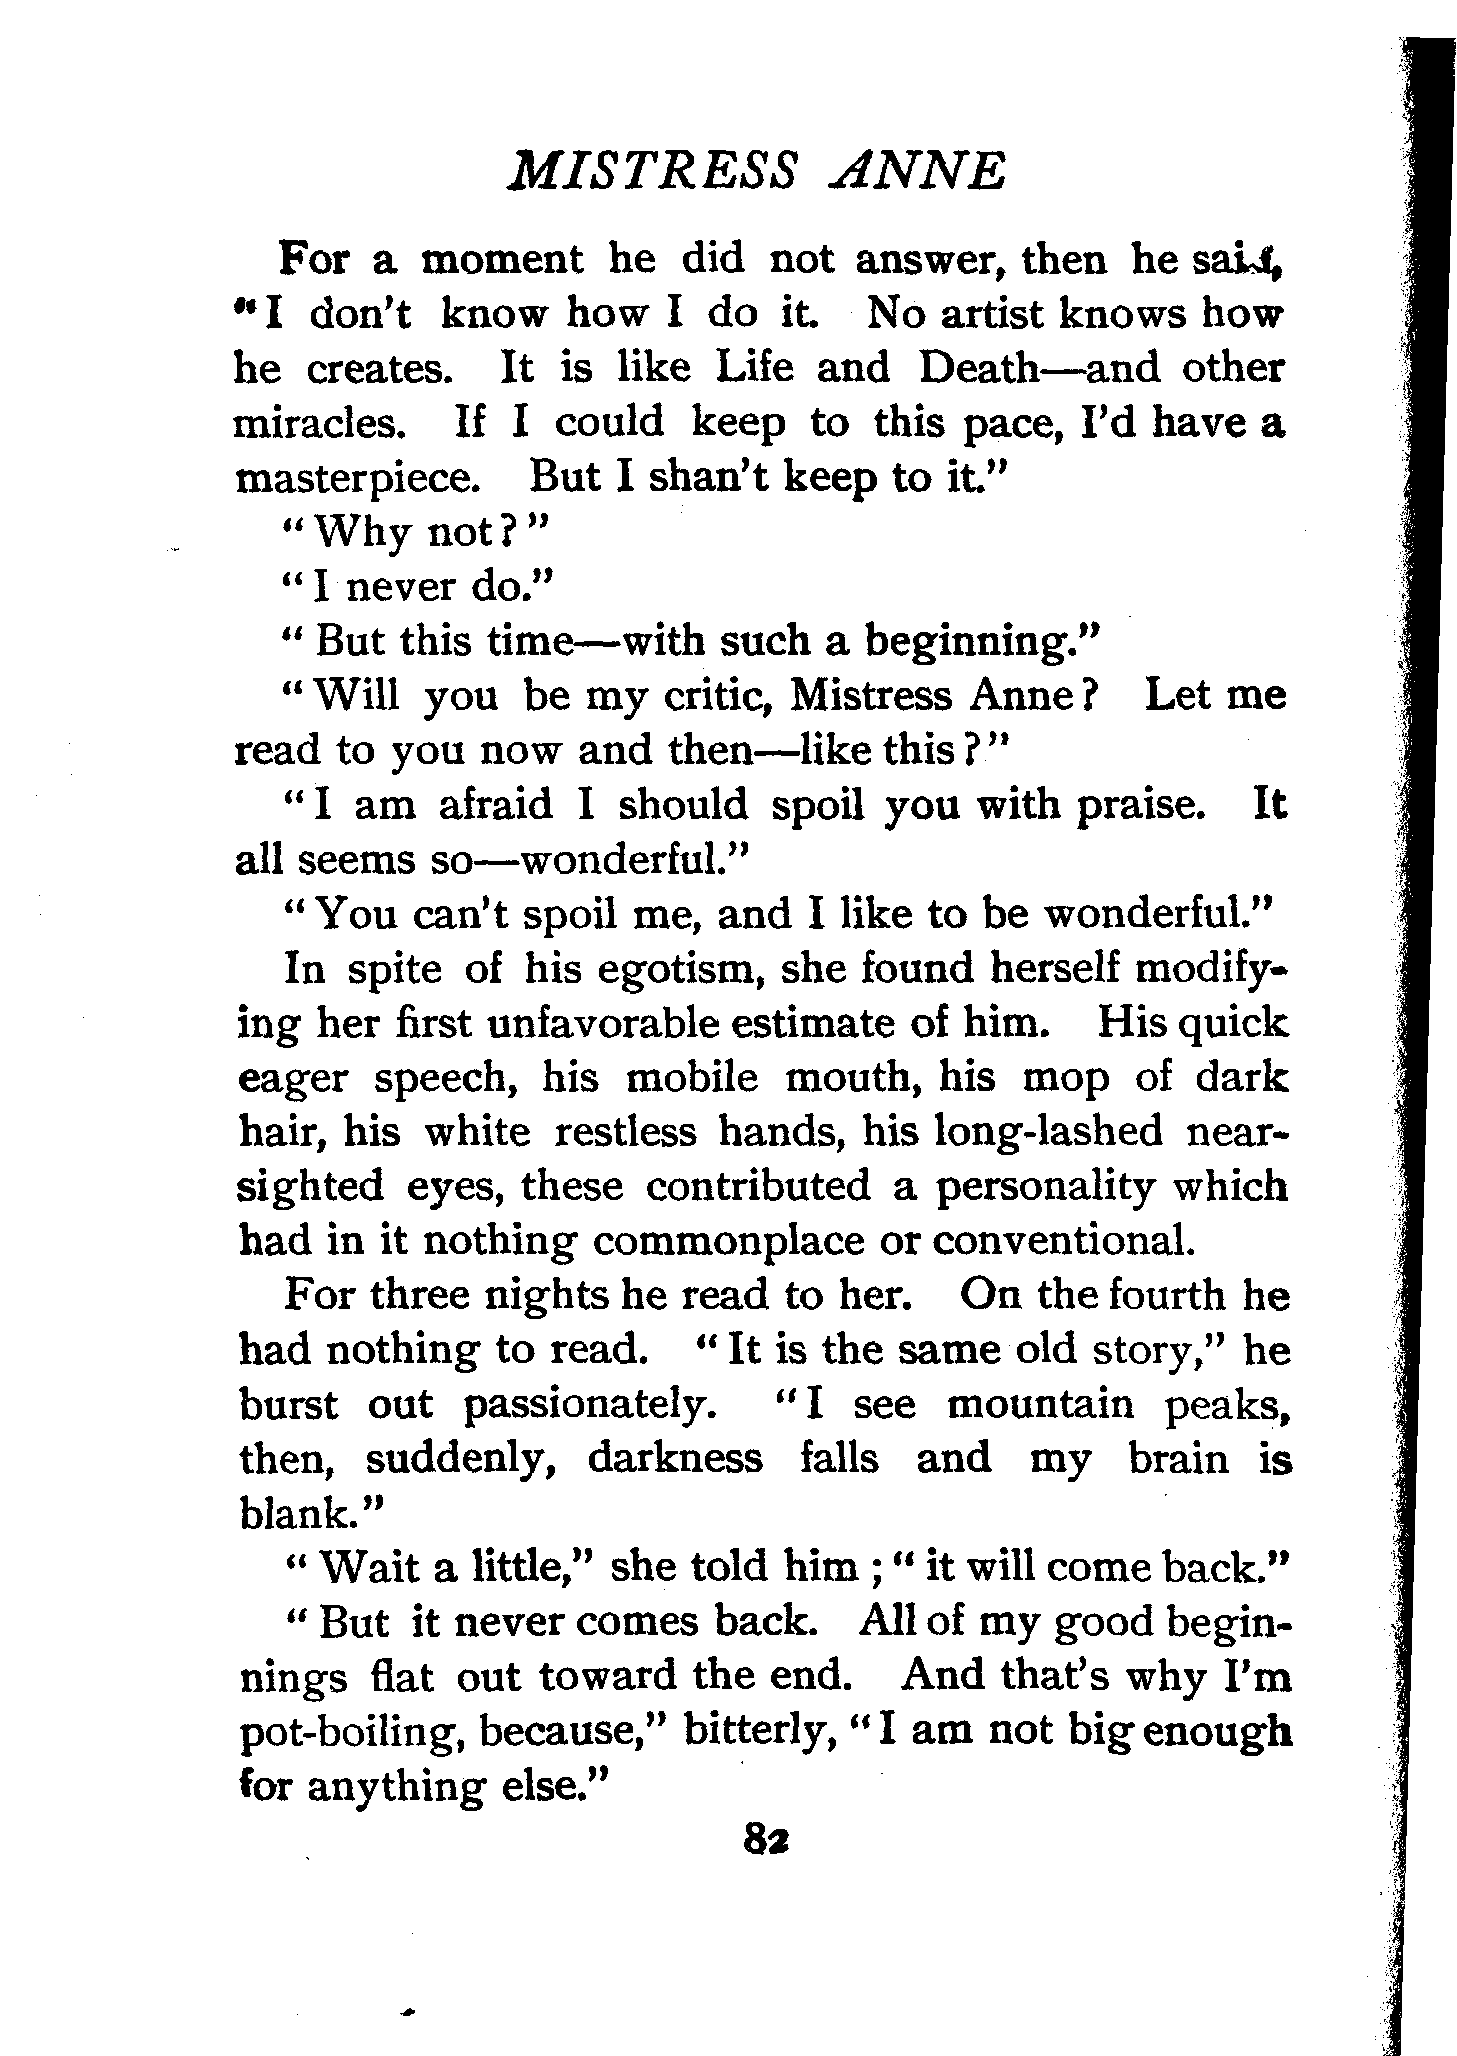 MISTRESS ANNE
For a moment he did not answer, then he said,
"I don't know how I do it. No artist knows how
he creates. It is like Life and Death—and other
miracles. If I could keep to this pace, I'd have a
masterpiece. But I shan't keep to it."
"Why not?"
"I never do."
"But this time—with such a beginning."
"Will you be my critic, Mistress Anne? Let me
read to you now and then—like this?"
"I am afraid I should spoil you with praise. It
all seems so—wonderful."
"You can't spoil me, and I like to be wonderful."
In spite of his egotism, she found herself modify-
ing her first unfavorable estimate of him. His quick
eager speech, his mobile mouth, his mop of dark
hair, his white restless hands, his long-lashed near-
sighted eyes, these contributed a personality which
had in it nothing commonplace or conventional.
For three nights he read to her. On the fourth he
had nothing to read. "It is the same old story," he
burst out passionately. "I see mountain peaks,
then, suddenly, darkness falls and my brain is
blank."
"Wait a little," she told him; "it will come back."
"But it never comes back. All of my good begin-
nings flat out toward the end. And that's why I'm
pot-boiling, because," bitterly, "I am not big enough
for anything else."
82